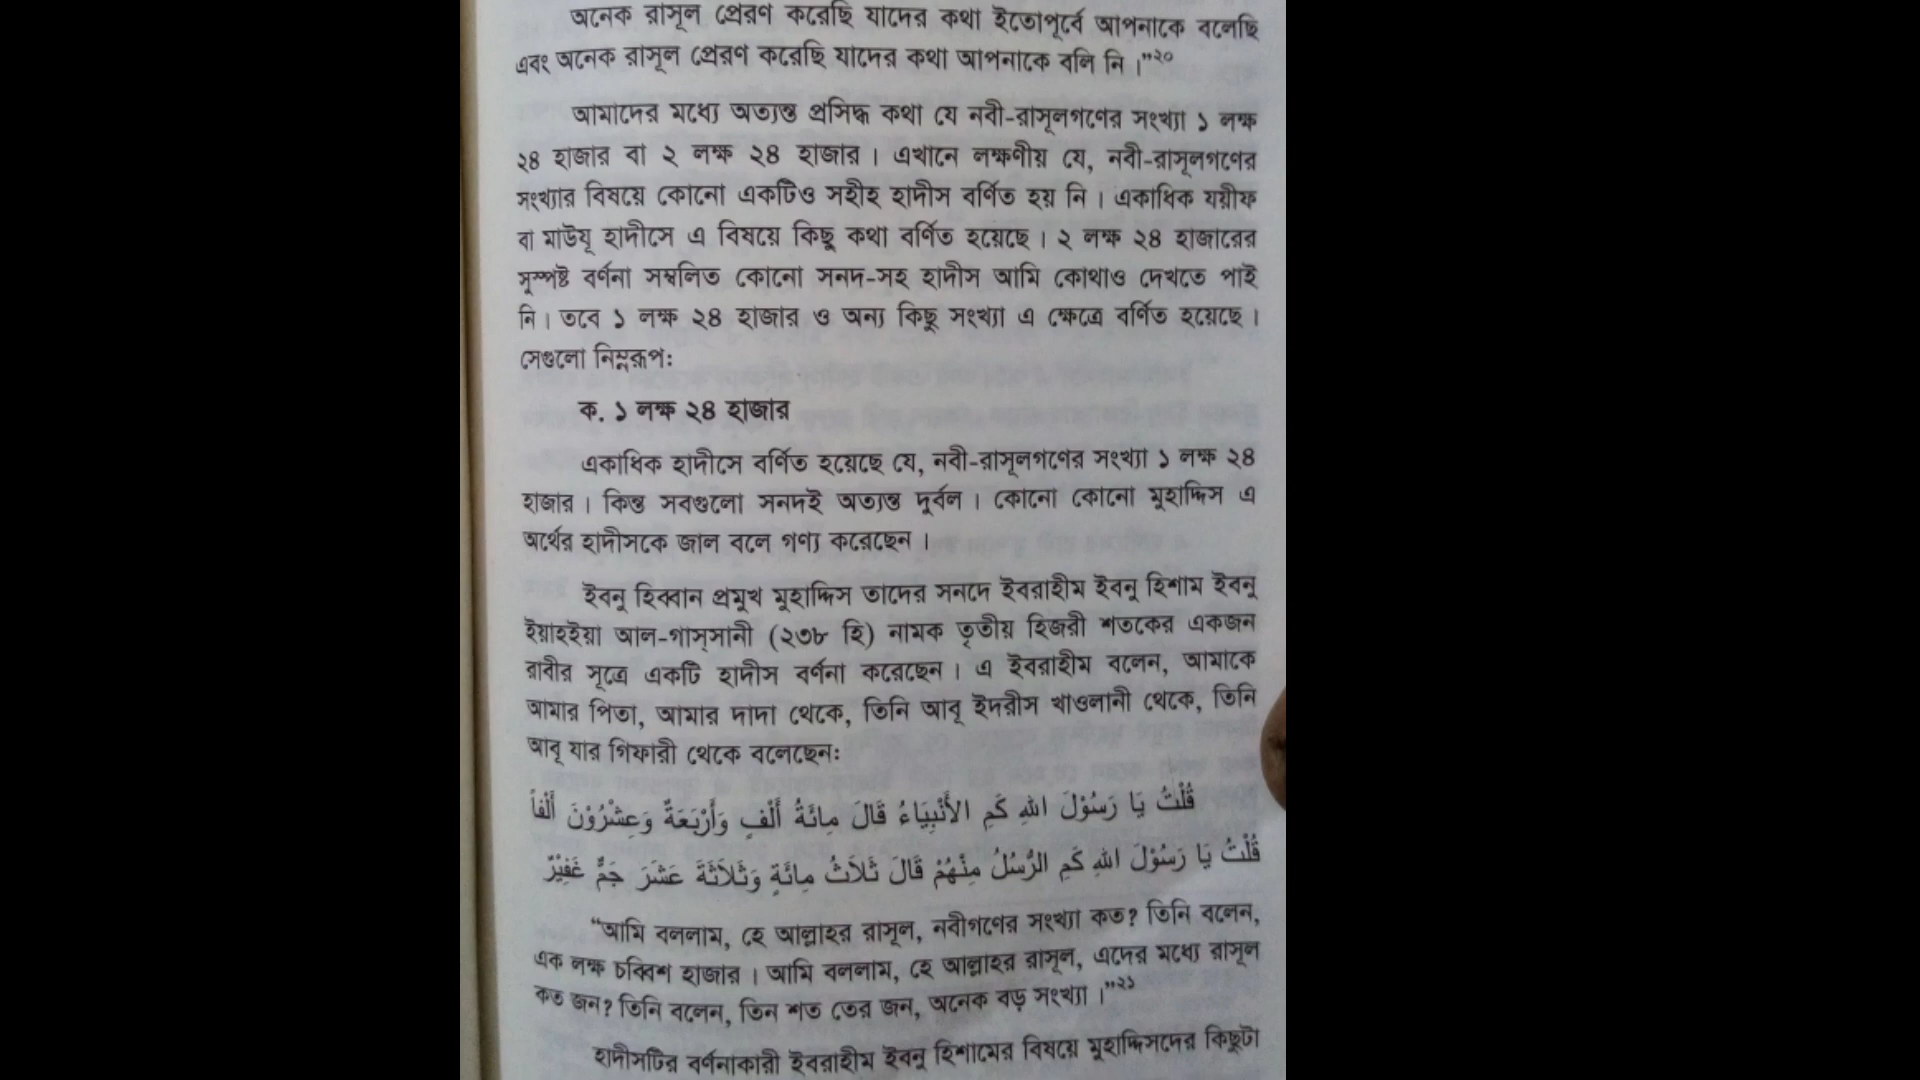 অনেক রাসূল প্রেরণ করেছি যাদের কথা ইতোপূর্বে আপনাকে বলেছি
এবং অনেক রাসূল প্রেরণ করেছি যাদের কথা আপনাকে বলি নি।”২০
আমাদের মধ্যে অত্যন্ত প্রসিদ্ধ কথা যে নবী-রাসূলগণের সংখ্যা ১ লক্ষ
২৪ হাজার বা ২ লক্ষ ২৪ হাজার। এখানে লক্ষণীয় যে, নবী-রাসূলগণের
সংখ্যার বিষয়ে কোনো একটিও সহীহ হাদীস বর্ণিত হয় নি। একাধিক যয়ীফ
বা মাউযূ হাদীসে এ বিষয়ে কিছু কথা বর্ণিত হয়েছে। ২ লক্ষ ২৪ হাজারের
সুস্পষ্ট বর্ণনা সম্বলিত কোনো সনদ-সহ হাদীস আমি কোথাও দেখতে পাই
নি। তবে ১ লক্ষ ২৪ হাজার ও অন্য কিছু সংখ্যা এ ক্ষেত্রে বর্ণিত হয়েছে।
সেগুলো নিম্নরূপ:
ক. ১ লক্ষ ২৪ হাজার
একাধিক হাদীসে বর্ণিত হয়েছে যে, নবী-রাসূলগণের সংখ্যা ১ লক্ষ ২৪
হাজার। কিন্তু সবগুলো সনদই অত্যন্ত দুর্বল। কোনো কোনো মুহাদ্দিস এ
অর্থের হাদীসকে জাল বলে গণ্য করেছেন।
ইবনু হিব্বান প্রমুখ মুহাদ্দিস তাদের সনদে ইবরাহীম ইবনু হিশাম ইবনু
ইয়াহইয়া আল-গাস্সানী (২৩৮ হি) নামক তৃতীয় হিজরী শতকের একজন
রাবীর সূত্রে একটি হাদীস বর্ণনা করেছেন। এ ইবরাহীম বলেন, আমাকে
আমার পিতা, আমার দাদা থেকে, তিনি আবূ ইদরীস খাওলানী থেকে, তিনি
আবূ যার গিফারী থেকে বলেছেন:
قُلْتُ يَا رَسُوْلَ اللهِ كَمِ الأَنْبِيَاءُ قَالَ مِائَةُ أَلْفٍ وَأَرْبَعَةٌ وَعِشْرُوْنَ أَلْفاً
قُلْتُ يَا رَسُوْلَ اللهِ كَمِ الرُّسُلُ مِنْهُمْ قَالَ ثَلاَثُ مِائَةٍ وَثَلاَثَةَ عَشَرَ جَمٌّ غَفِيْرٌ
“আমি বললাম, হে আল্লাহর রাসূল, নবীগণের সংখ্যা কত? তিনি বলেন,
এক লক্ষ চব্বিশ হাজার। আমি বললাম, হে আল্লাহর রাসূল, এদের মধ্যে রাসূল
কত জন? তিনি বলেন, তিন শত তের জন, অনেক বড় সংখ্যা।”২১
হাদীসটির বর্ণনাকারী ইবরাহীম ইবনু হিশামের বিষয়ে মুহাদ্দিসদের কিছুটা